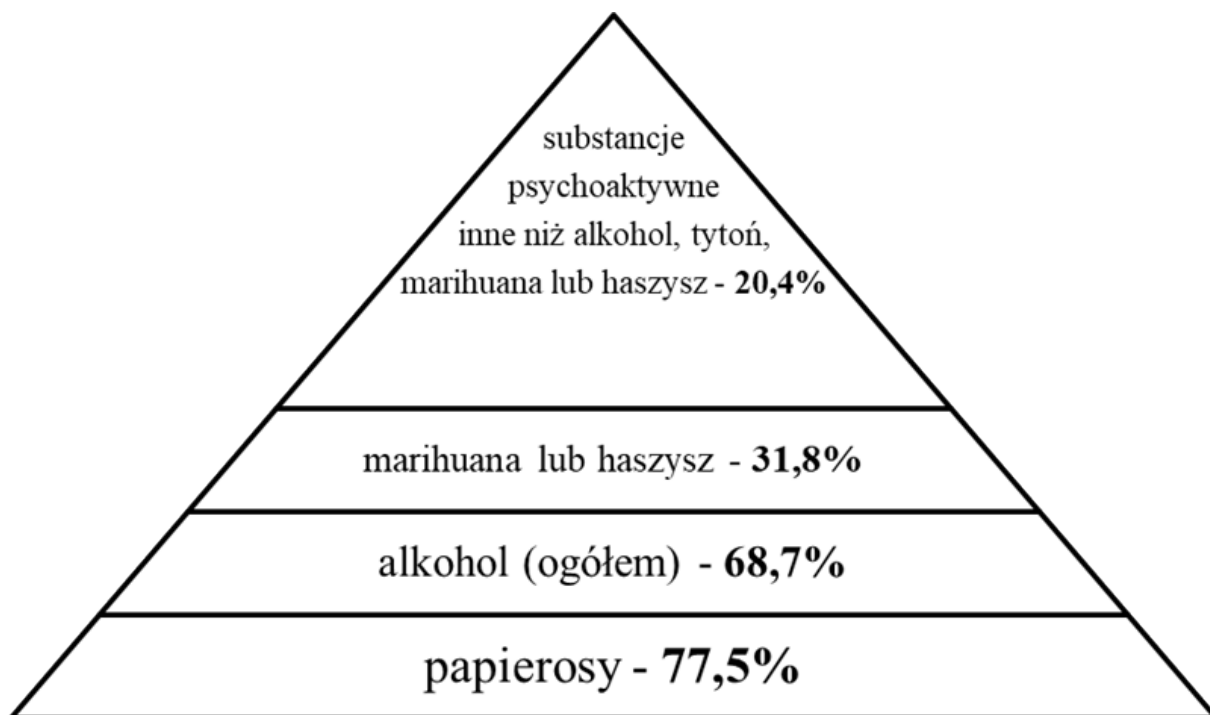 substancje
psychoaktywne
inne niż alkohol, tytoń,
marihuana lub haszysz - 20,4%
marihuana lub haszysz - 31,8%
alkohol (ogółem) - 68,7%
papierosy - 77,5%